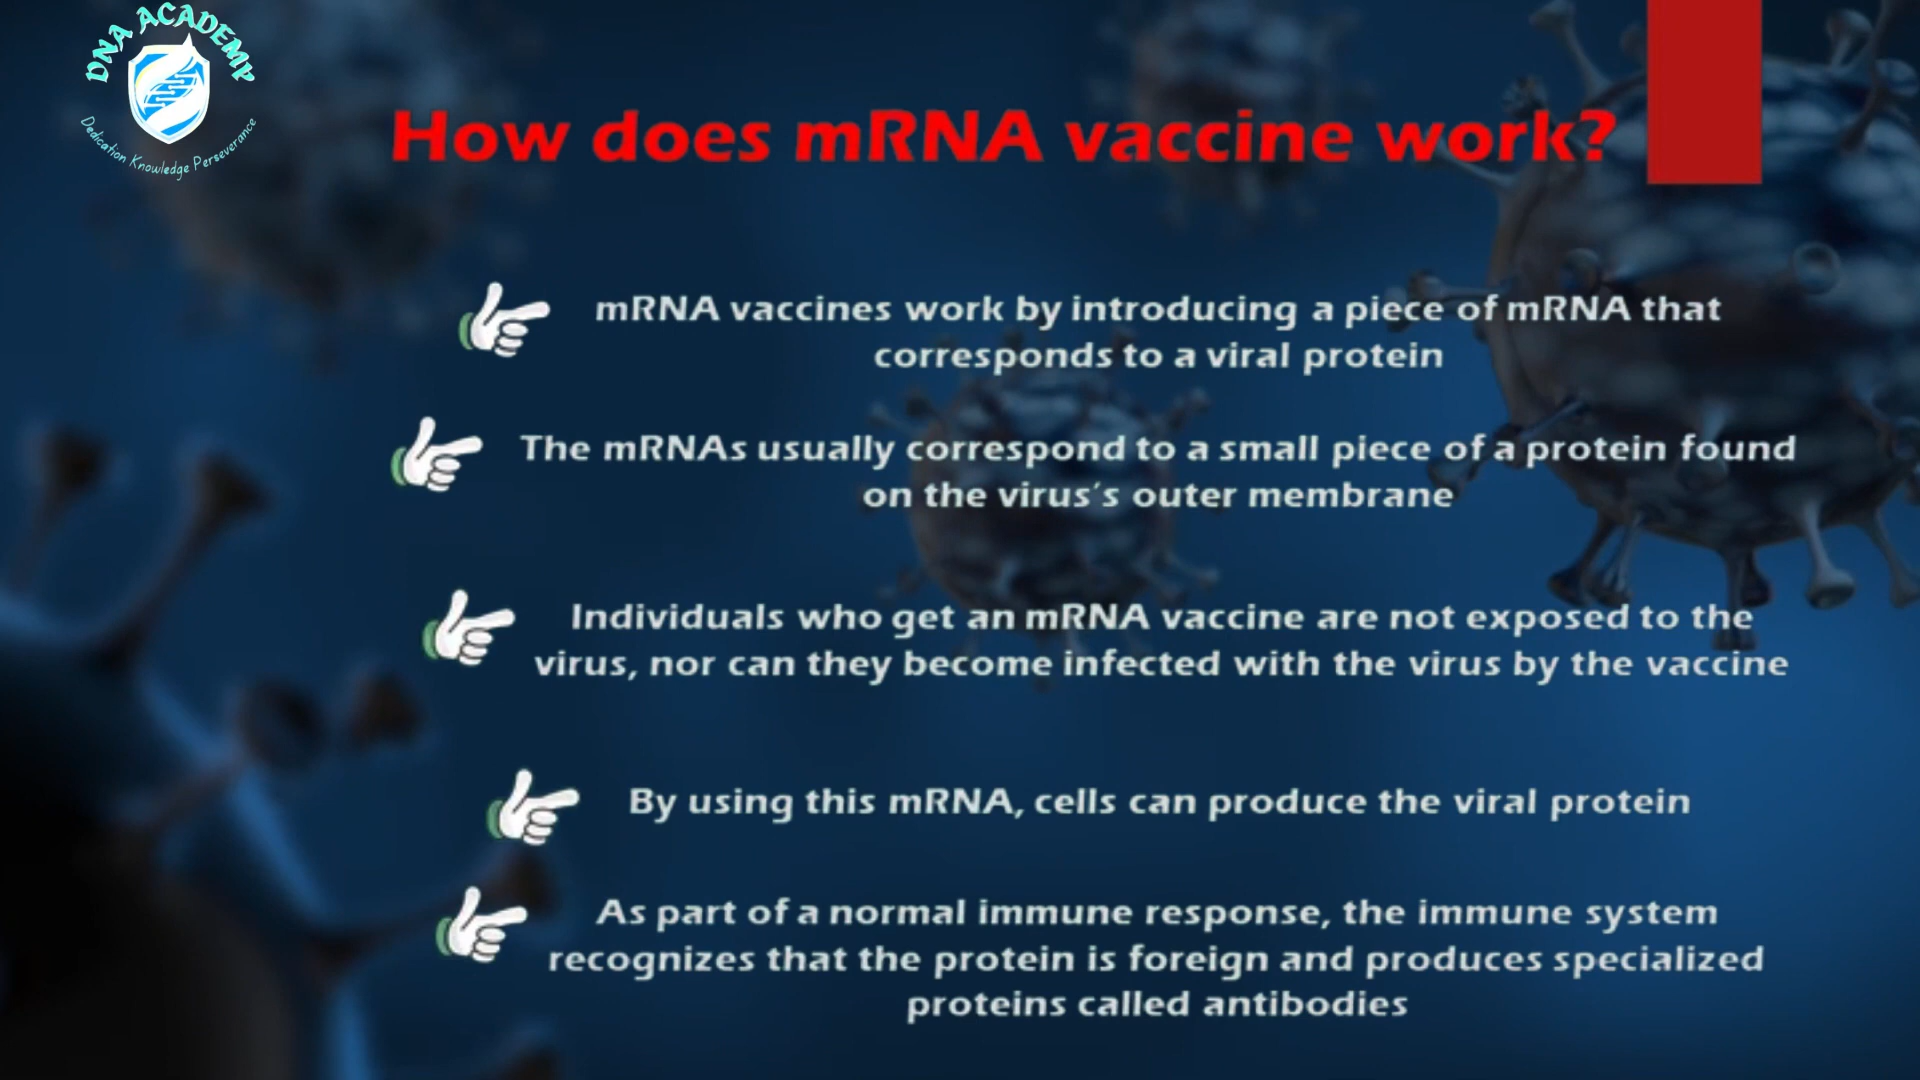 DNA ACADEMY
Dedication Knowledge Perseverance
How does mRNA vaccine work?
mRNA vaccines work by introducing a piece of mRNA that
corresponds to a viral protein
The mRNAs usually correspond to a small piece of a protein found
on the virus's outer membrane
Individuals who get an mRNA vaccine are not exposed to the
virus, nor can they become infected with the virus by the vaccine
By using this mRNA, cells can produce the viral protein
As part of a normal immune response, the immune system
recognizes that the protein is foreign and produces specialized
proteins called antibodies